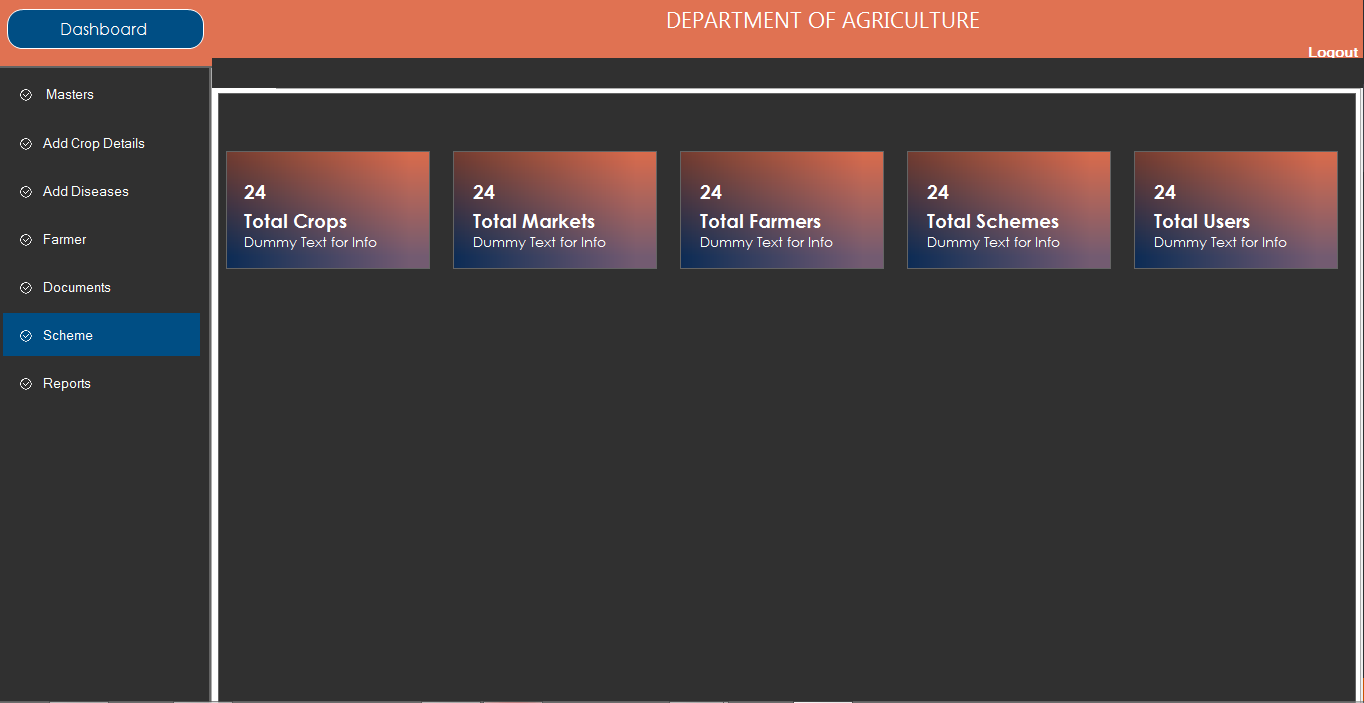 Dashboard
DEPARTMENT OF AGRICULTURE
Logout
Masters
Add Crop Details
Add Diseases
Farmer
Documents
Scheme
Reports
24
Total Crops
Dummy Text for Info
24
Total Markets
Dummy Text for Info
24
Total Farmers
Dummy Text for Info
24
Total Schemes
Dummy Text for Info
24
Total Users
Dummy Text for Info